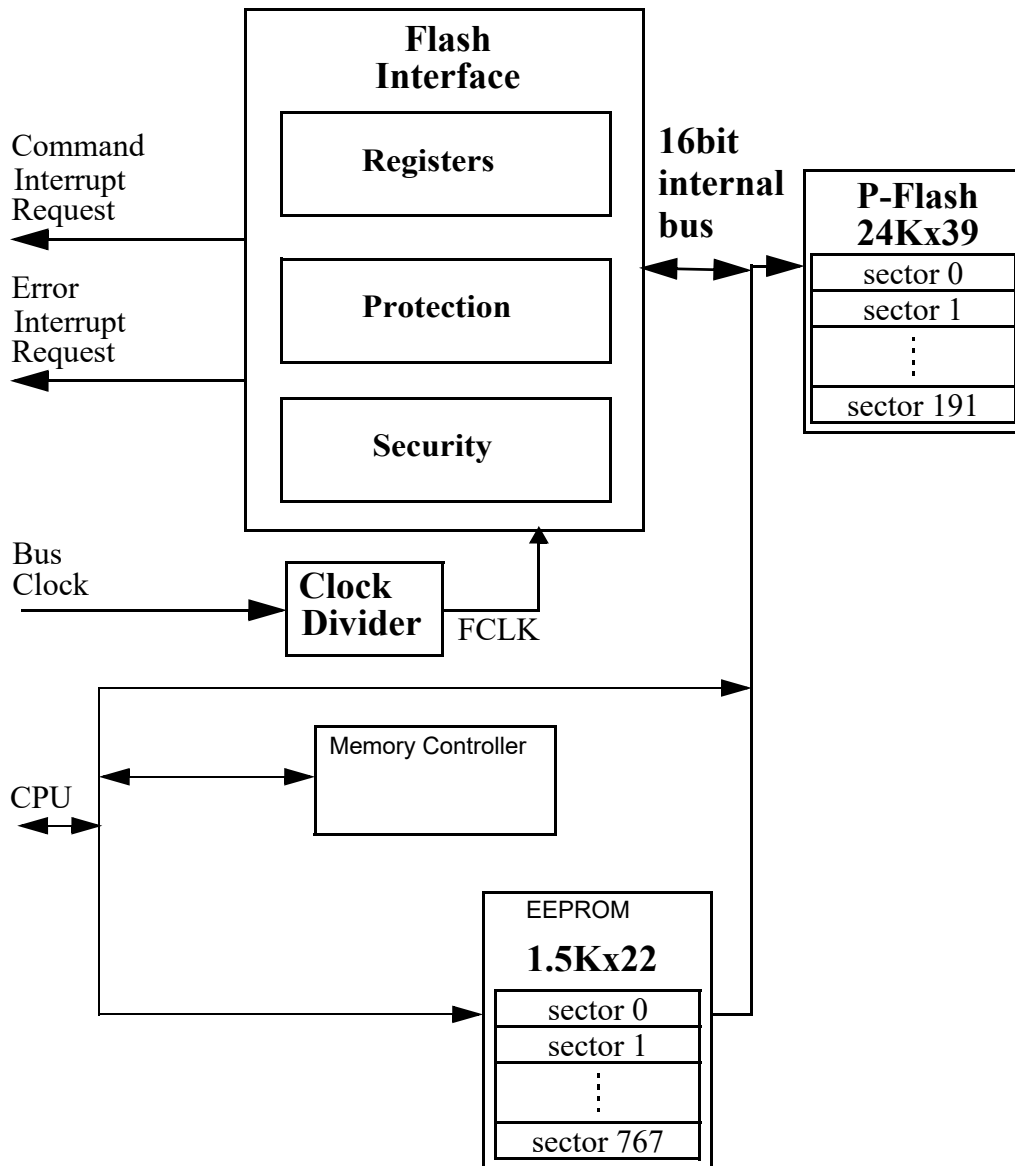 Flash
Interface
Registers
Protection
Security
Command
Interrupt
Request
Error
Interrupt
Request
16bit
internal
bus
P-Flash
24Kx39
sector 0
sector 1
sector 191
Bus
Clock
Clock
Divider
FCLK
Memory Controller
CPU
EEPROM
1.5Kx22
sector 0
sector 1
sector 767